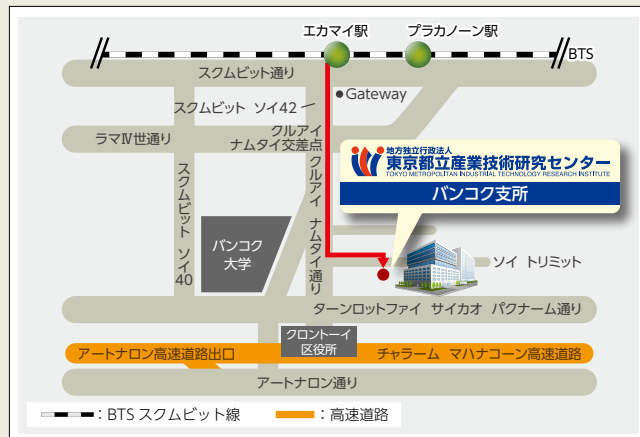 エカマイ駅
プラカノーン駅
BTS
スクムビット通り
スクムビット ソイ42
Gateway
ラマⅣ世通り
クルアイ
ナムタイ交差点
地方独立行政法人
東京都立産業技術研究センター
TOKYO METROPOLITAN INDUSTRIAL TECHNOLOGY RESEARCH INSTITUTE
バンコク支所
スクムビット ソイ40
クルアイ ナムタイ通り
バンコク
大学
ソイ トリミット
ターンロットファイ サイカオ パクナーム通り
クロントーイ
区役所
アートナロン高速道路出口
チャラーム マハナコーン高速道路
アートナロン通り
：BTS スクムビット線
：高速道路